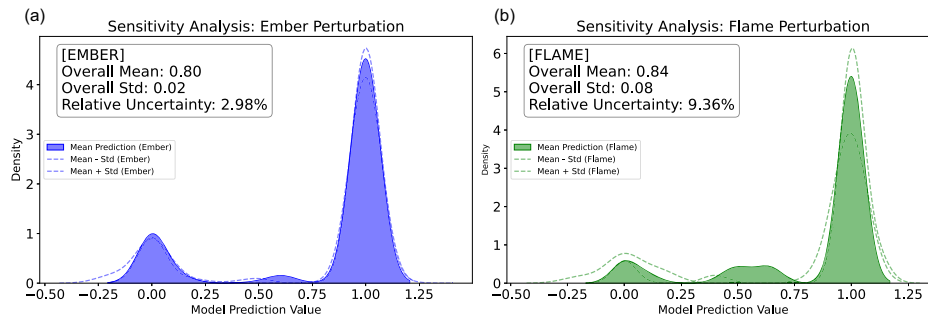 (a)
Sensitivity Analysis: Ember Perturbation
[EMBER]
Overall Mean: 0.80
Overall Std: 0.02
Relative Uncertainty: 2.98%
Mean Prediction (Ember)
Mean - Std (Ember)
Mean + Std (Ember)
Density
4
3
2
1
0
−0.50 −0.25 0.00 0.25 0.50 0.75 1.00 1.25
Model Prediction Value
(b)
Sensitivity Analysis: Flame Perturbation
[FLAME]
Overall Mean: 0.84
Overall Std: 0.08
Relative Uncertainty: 9.36%
Mean Prediction (Flame)
Mean - Std (Flame)
Mean + Std (Flame)
Density
6
5
4
3
2
1
0
−0.50 −0.25 0.00 0.25 0.50 0.75 1.00 1.25
Model Prediction Value